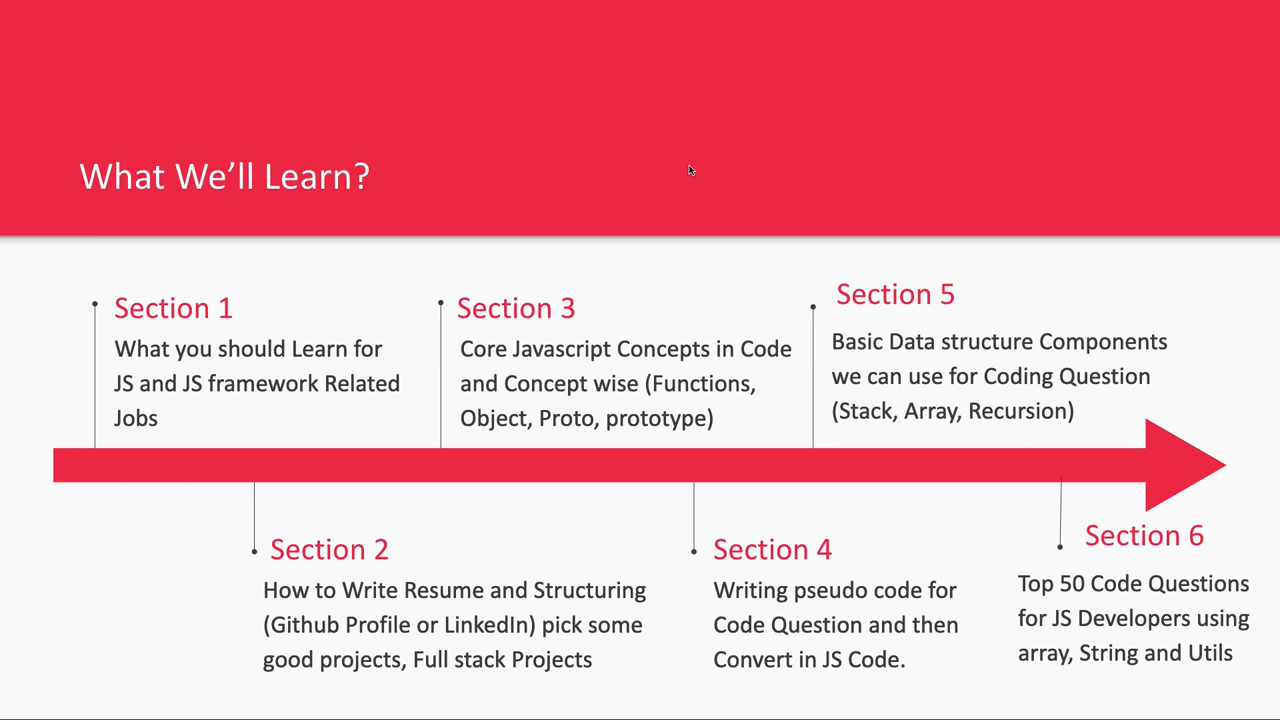 What We’ll Learn?
Section 1
What you should Learn for
JS and JS framework Related
Jobs
Section 2
How to Write Resume and Structuring
(Github Profile or LinkedIn) pick some
good projects, Full stack Projects
Section 3
Core Javascript Concepts in Code
and Concept wise (Functions,
Object, Proto, prototype)
Section 4
Writing pseudo code for
Code Question and then
Convert in JS Code.
Section 5
Basic Data structure Components
we can use for Coding Question
(Stack, Array, Recursion)
Section 6
Top 50 Code Questions
for JS Developers using
array, String and Utils